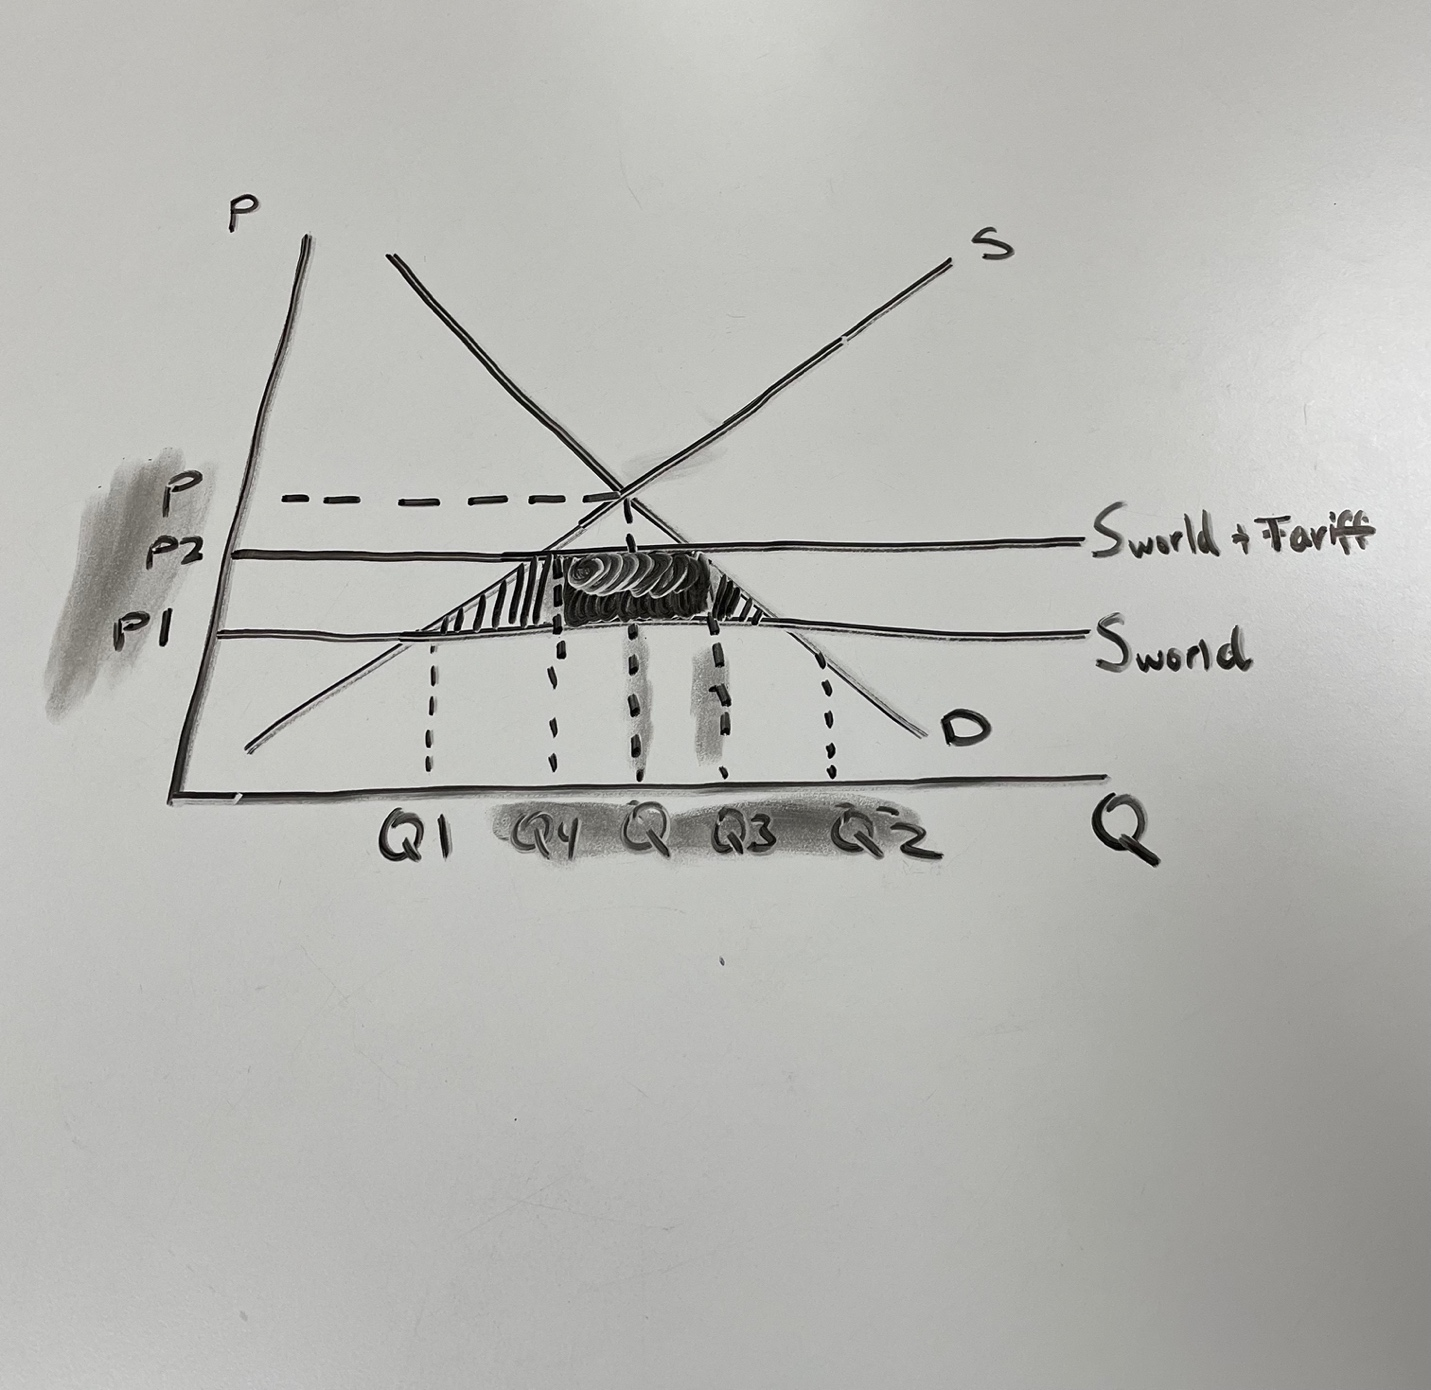 P
S
P
P2
Sworld + Tariff
P1
Sworld
D
Q1 Q4 Q Q3 Q2 Q